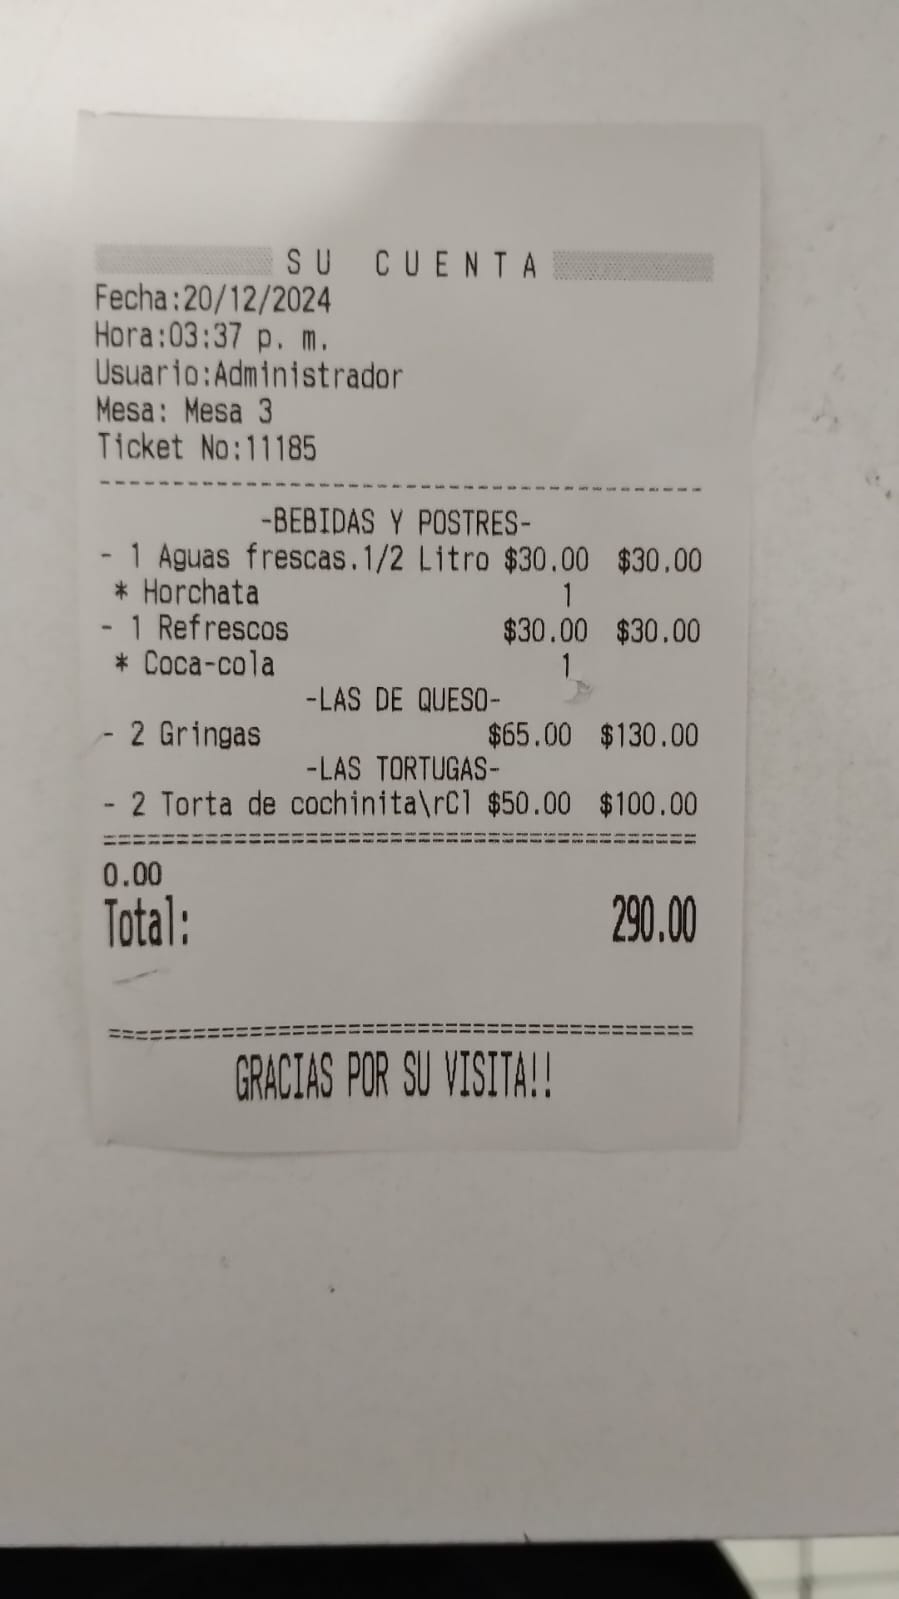 SU CUENTA
Fecha:20/12/2024
Hora:03:37 p. m.
Usuario:Administrador
Mesa: Mesa 3
Ticket No:11185
-BEBIDAS Y POSTRES-
- 1 Aguas frescas.1/2 Litro $30.00 $30.00
* Horchata 1
- 1 Refrescos $30.00 $30.00
* Coca-cola 1
-LAS DE QUESO-
- 2 Gringas $65.00 $130.00
-LAS TORTUGAS-
- 2 Torta de cochinita\rCl $50.00 $100.00
0.00
Total: 290.00
GRACIAS POR SU VISITA!!